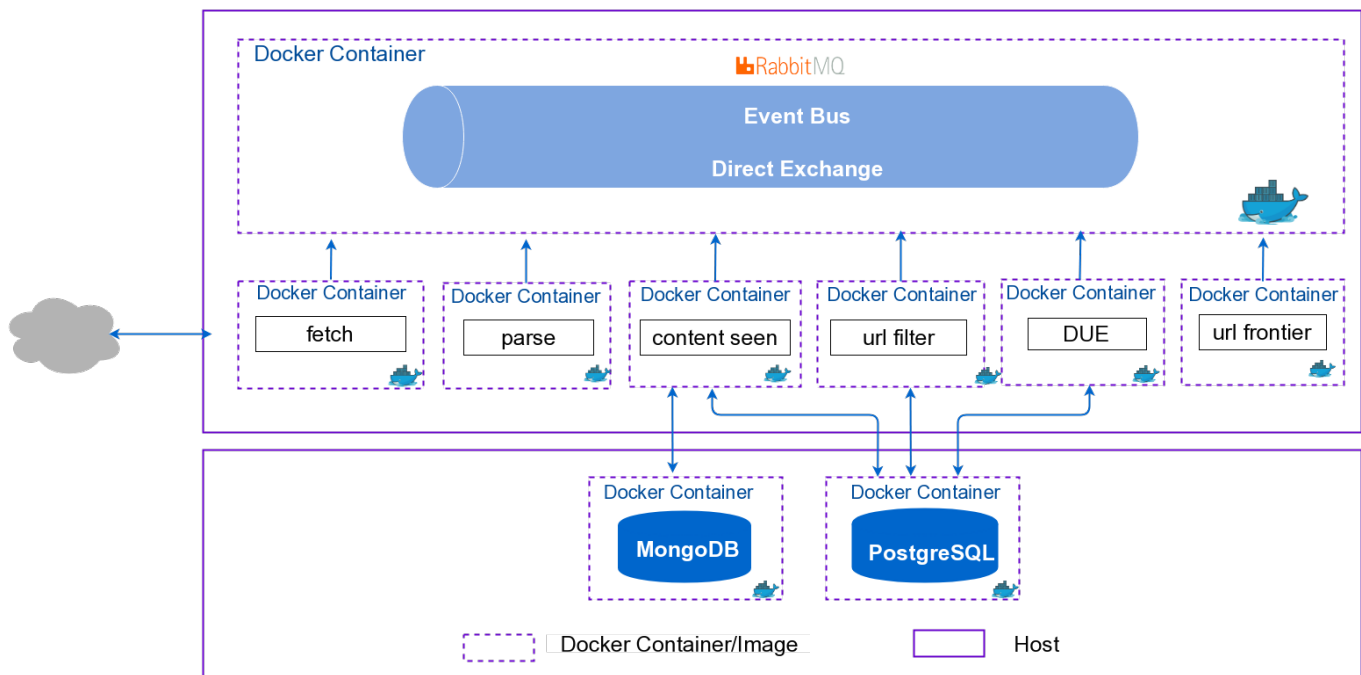 Docker Container
RabbitMQ
Event Bus
Direct Exchange
Docker Container
fetch
Docker Container
parse
Docker Container
content seen
Docker Container
url filter
Docker Container
DUE
Docker Container
url frontier
Docker Container
MongoDB
Docker Container
PostgreSQL
Docker Container/Image
Host